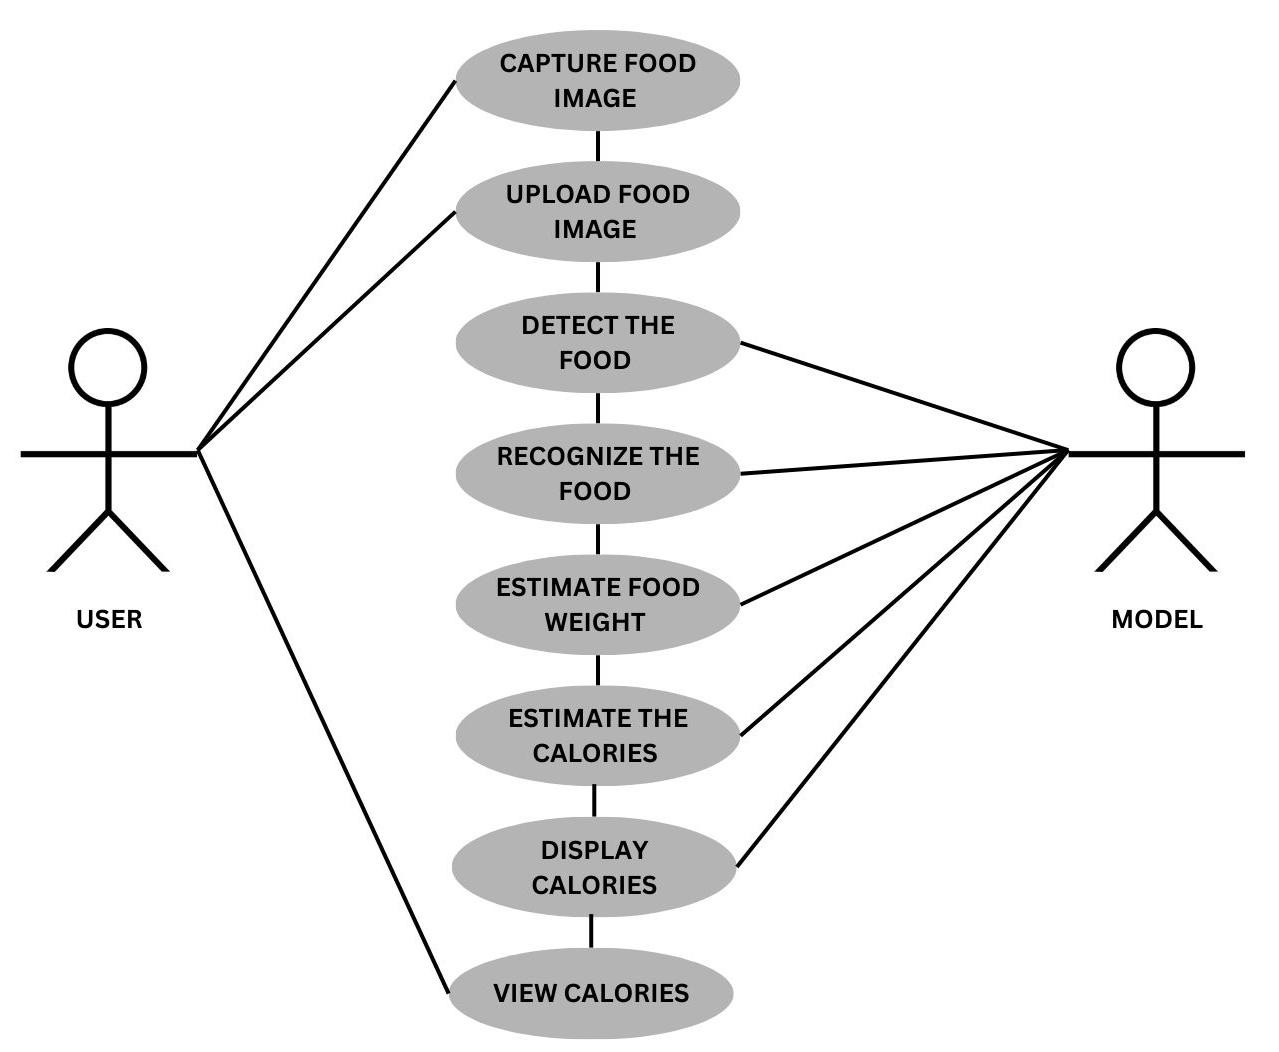 CAPTURE FOOD
IMAGE
UPLOAD FOOD
IMAGE
DETECT THE
FOOD
RECOGNIZE THE
FOOD
ESTIMATE FOOD
WEIGHT
USER
MODEL
ESTIMATE THE
CALORIES
DISPLAY
CALORIES
VIEW CALORIES